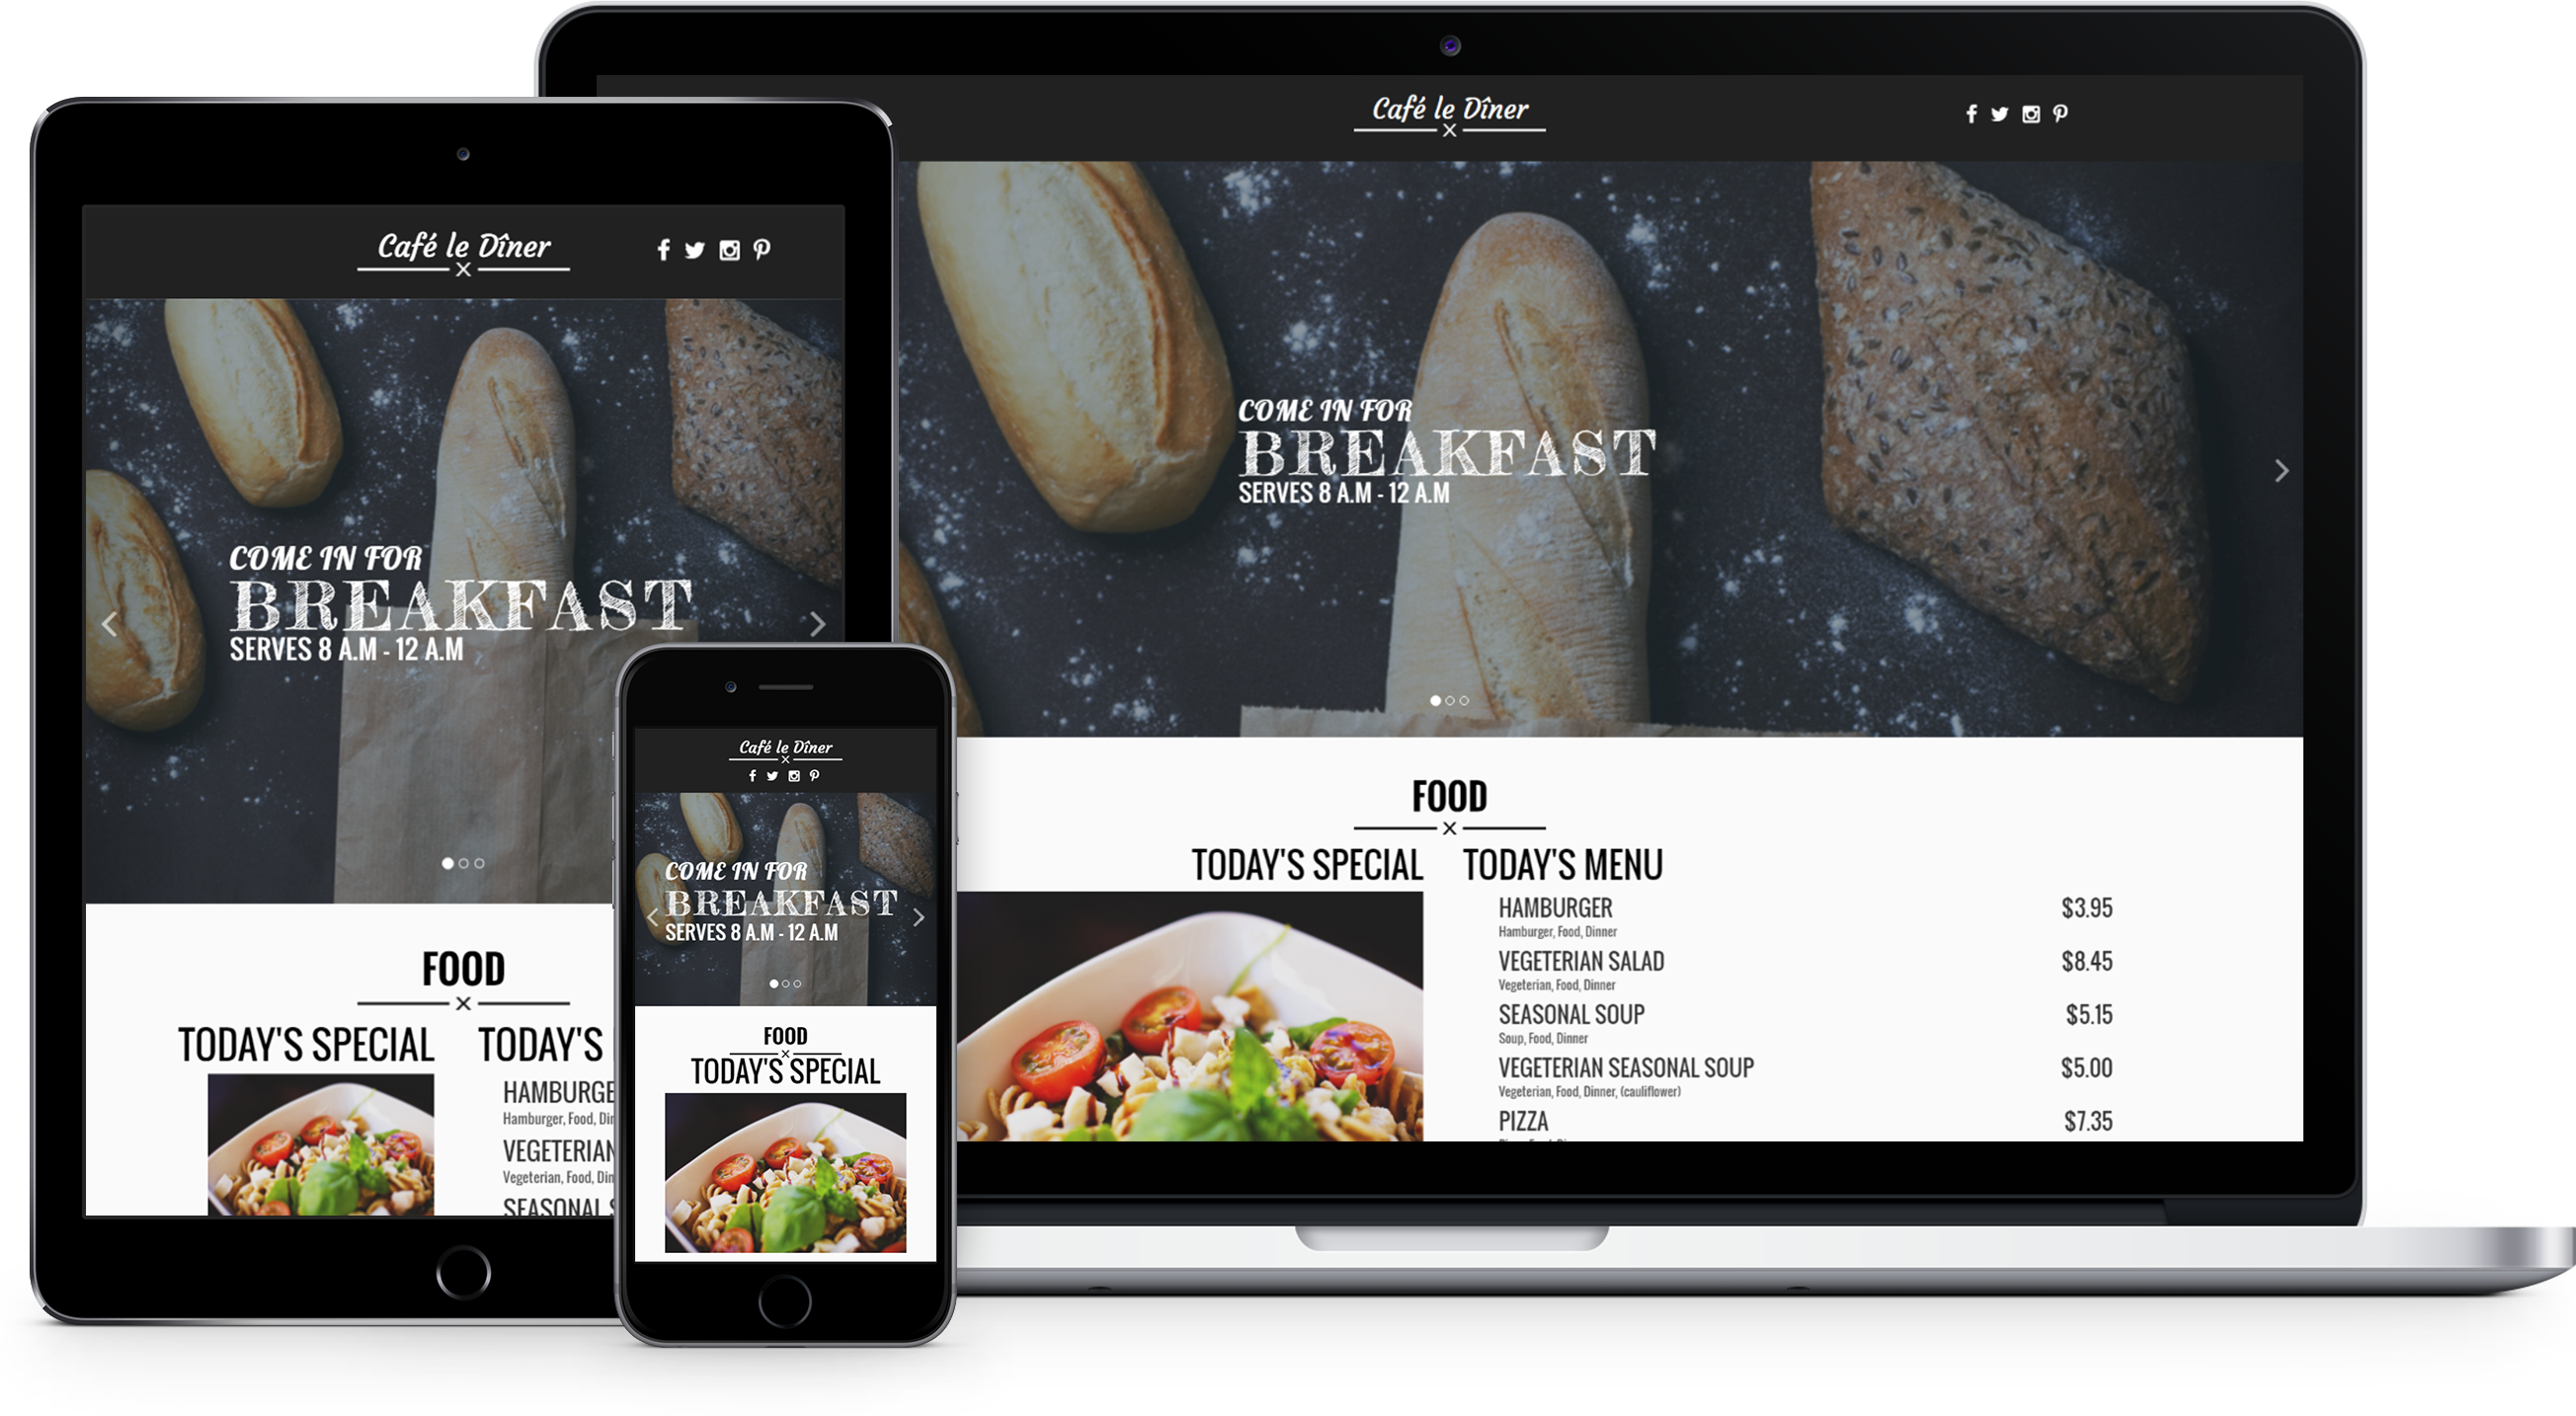 Café le Dîner
COME IN FOR
BREAKFAST
SERVES 8 A.M - 12 A.M
FOOD
TODAY'S SPECIAL
TODAY'S MENU
HAMBURGER $3.95
Hamburger, Food, Dinner
VEGETERIAN SALAD $8.45
Vegeterian, Food, Dinner
SEASONAL SOUP $5.15
Soup, Food, Dinner
VEGETERIAN SEASONAL SOUP $5.00
Vegeterian, Food, Dinner, (cauliflower)
PIZZA $7.35
Café le Dîner
COME IN FOR
BREAKFAST
SERVES 8 A.M - 12 A.M
FOOD
TODAY'S SPECIAL
TODAY'S
HAMBURGE
Hamburger, Food, Din
VEGETERIAN
Vegeterian, Food, Din
SEASONAL
Café le Dîner
COME IN FOR
BREAKFAST
SERVES 8 A.M - 12 A.M
FOOD
TODAY'S SPECIAL